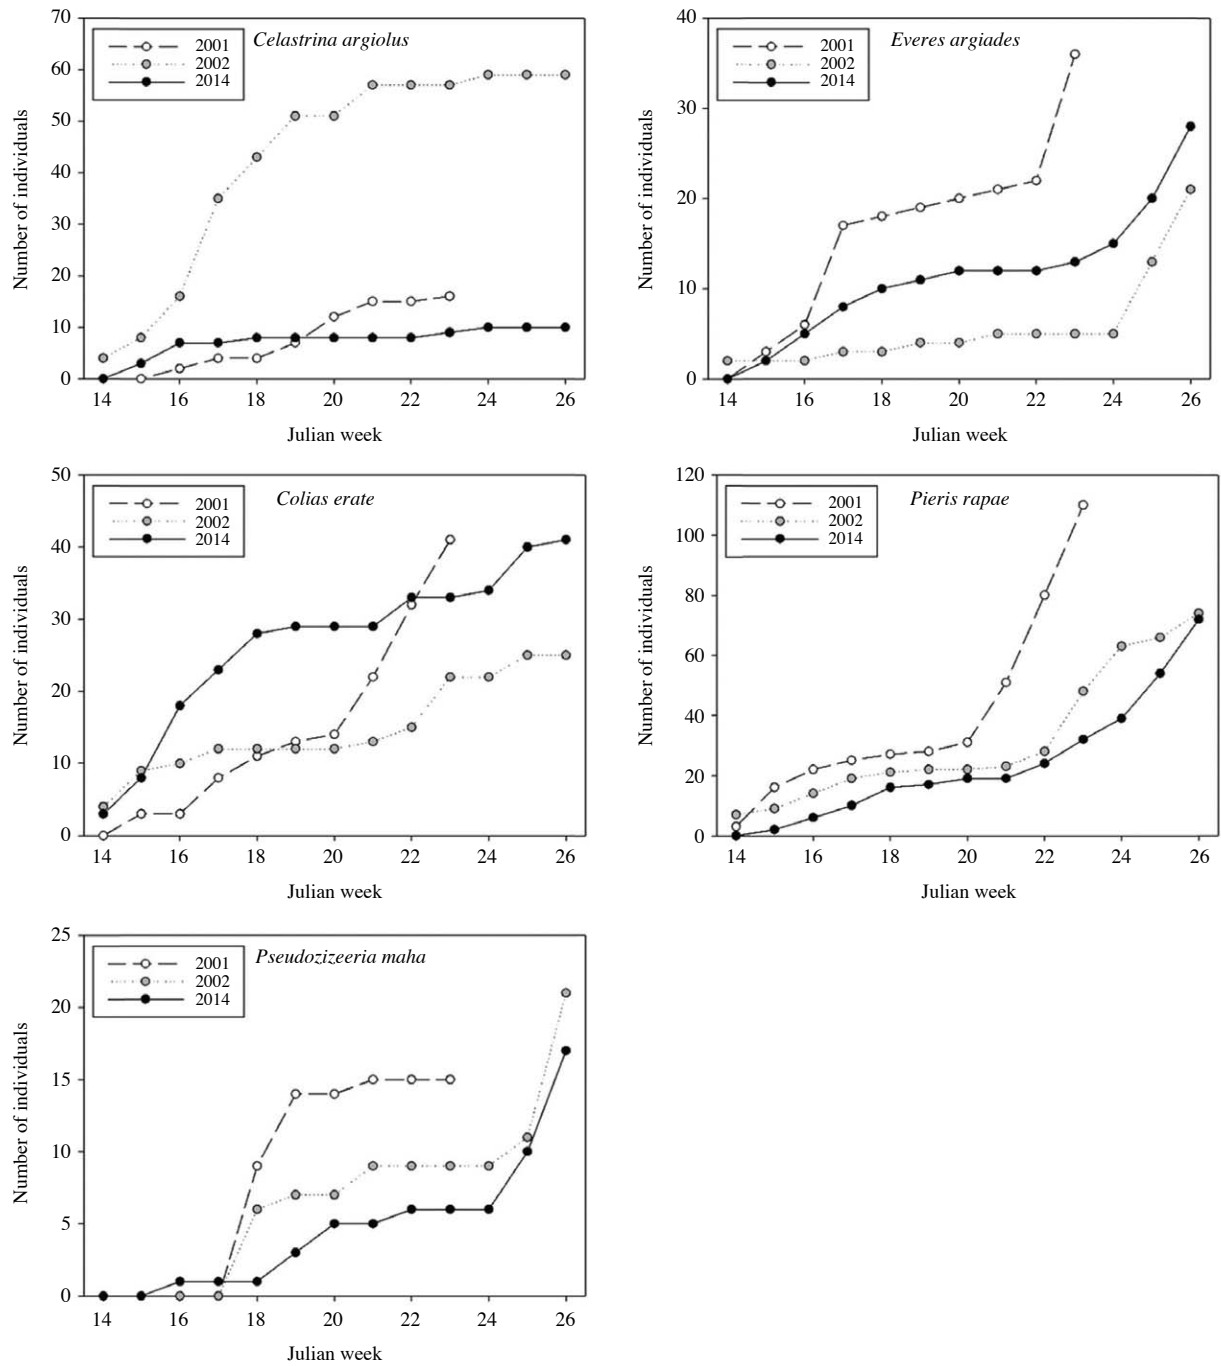 Celastrina argiolus
2001
2002
2014
Number of individuals
70
60
50
40
30
20
10
0
14 16 18 20 22 24 26
Julian week
Everes argiades
2001
2002
2014
Number of individuals
40
30
20
10
0
14 16 18 20 22 24 26
Julian week
Colias erate
2001
2002
2014
Number of individuals
50
40
30
20
10
0
14 16 18 20 22 24 26
Julian week
Pieris rapae
2001
2002
2014
Number of individuals
120
100
80
60
40
20
0
14 16 18 20 22 24 26
Julian week
Pseudozizeeria maha
2001
2002
2014
Number of individuals
25
20
15
10
5
0
14 16 18 20 22 24 26
Julian week